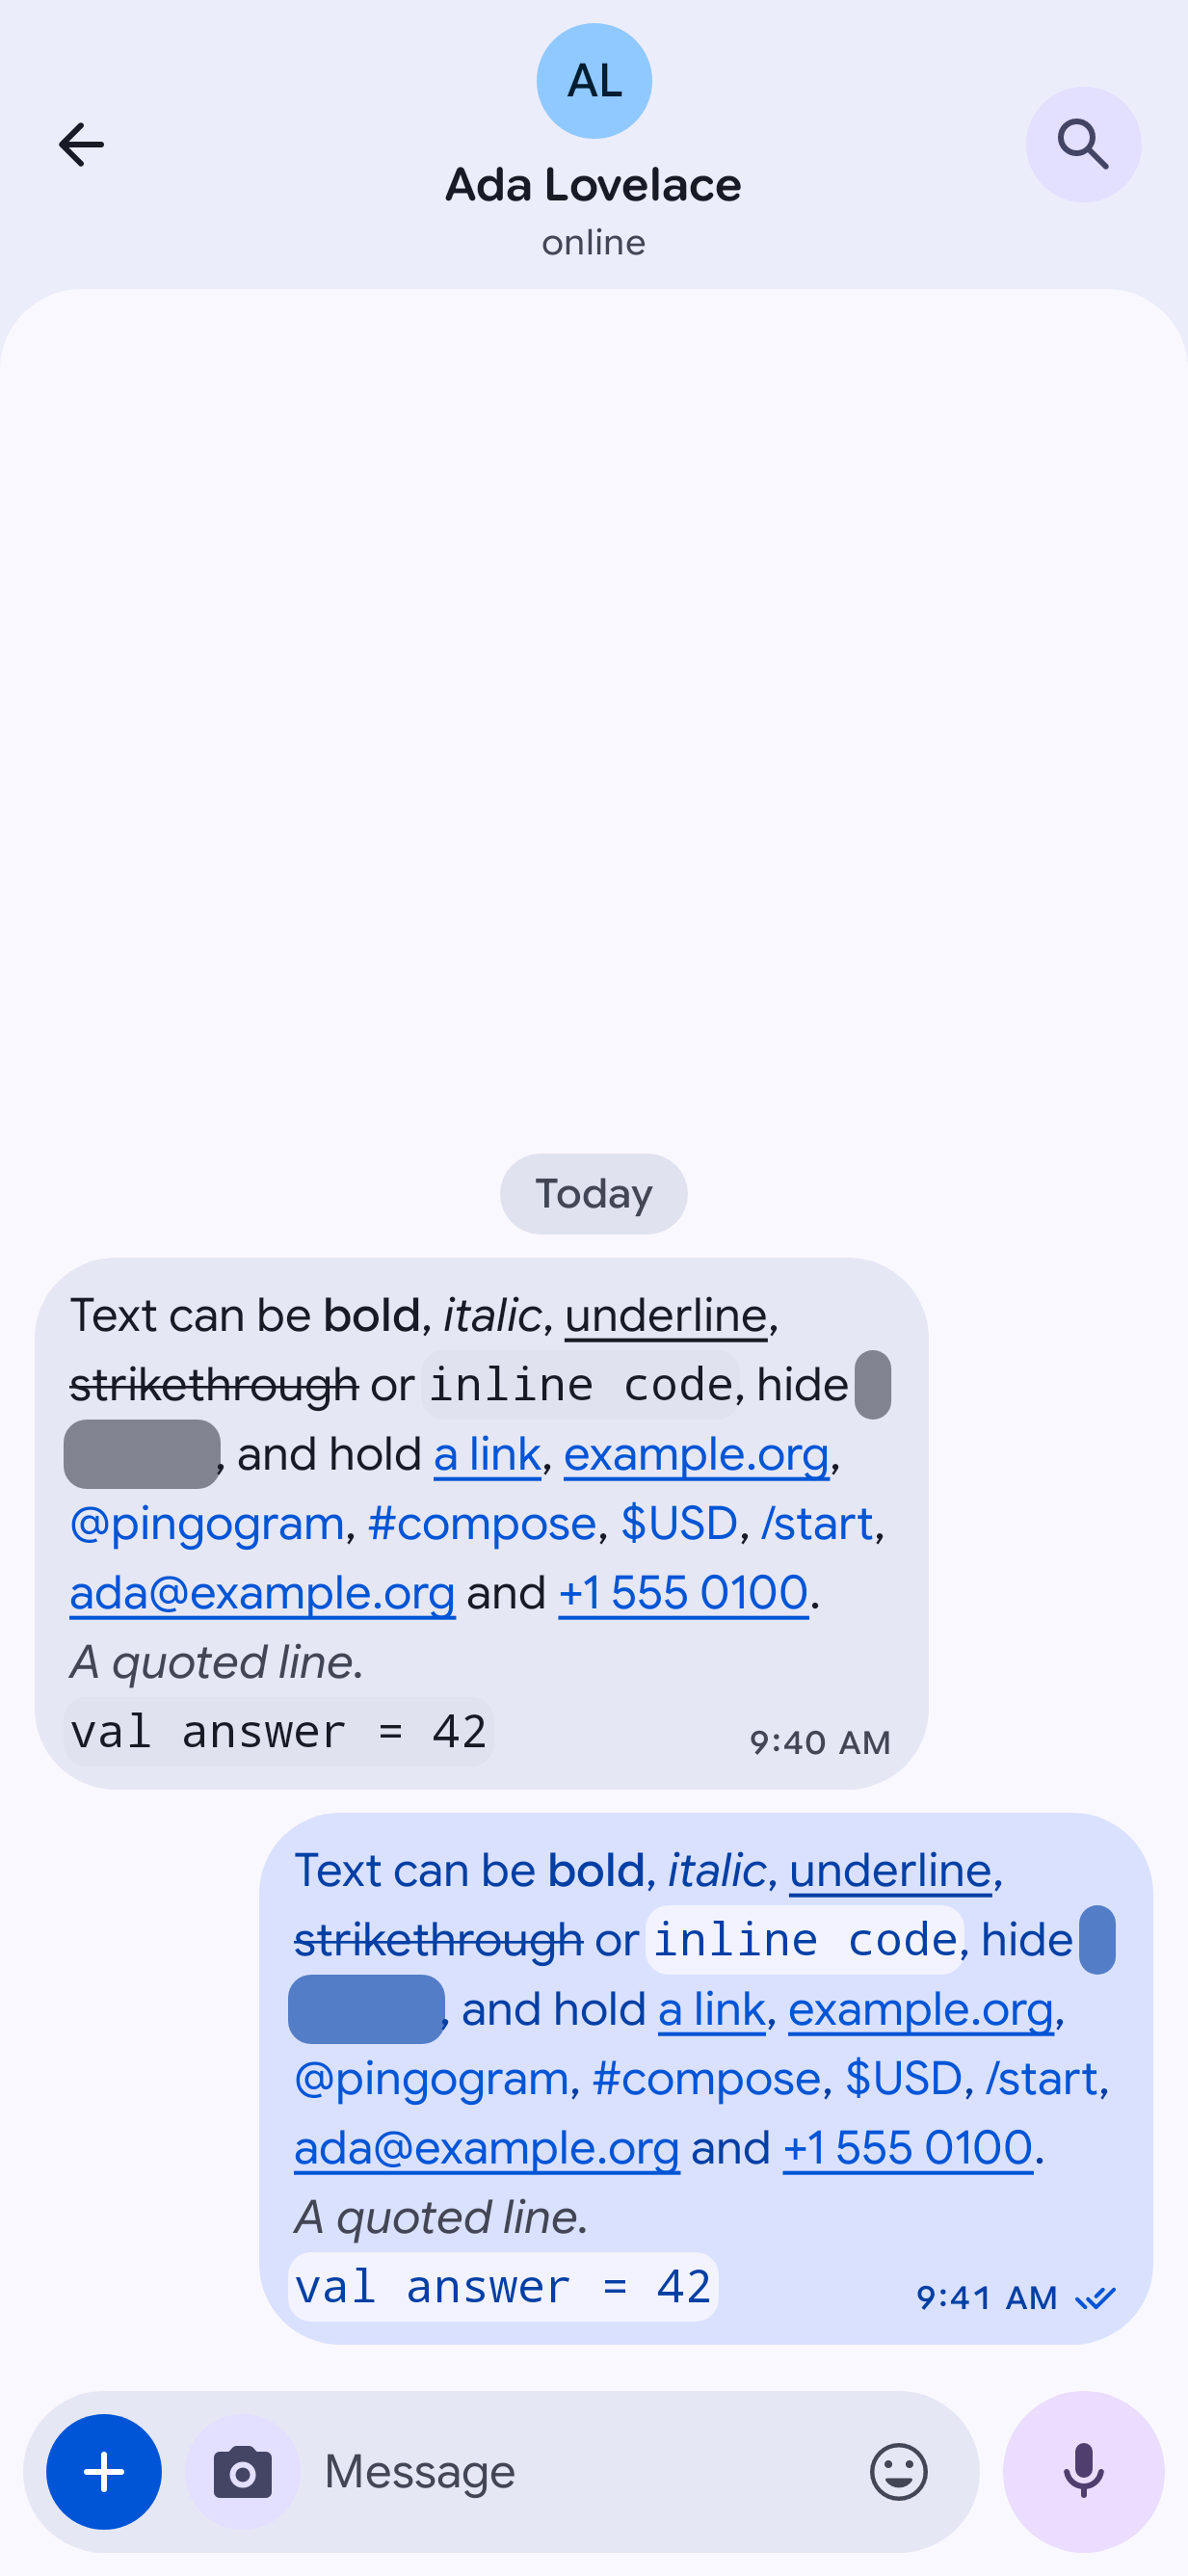 AL
Ada Lovelace
online
Today
Text can be bold, italic, underline,
strikethrough or inline code, hide
, and hold a link, example.org,
@pingogram, #compose, $USD, /start,
ada@example.org and +1 555 0100.
A quoted line.
val answer = 42
9:40 AM
Text can be bold, italic, underline,
strikethrough or inline code, hide
, and hold a link, example.org,
@pingogram, #compose, $USD, /start,
ada@example.org and +1 555 0100.
A quoted line.
val answer = 42
9:41 AM
Message